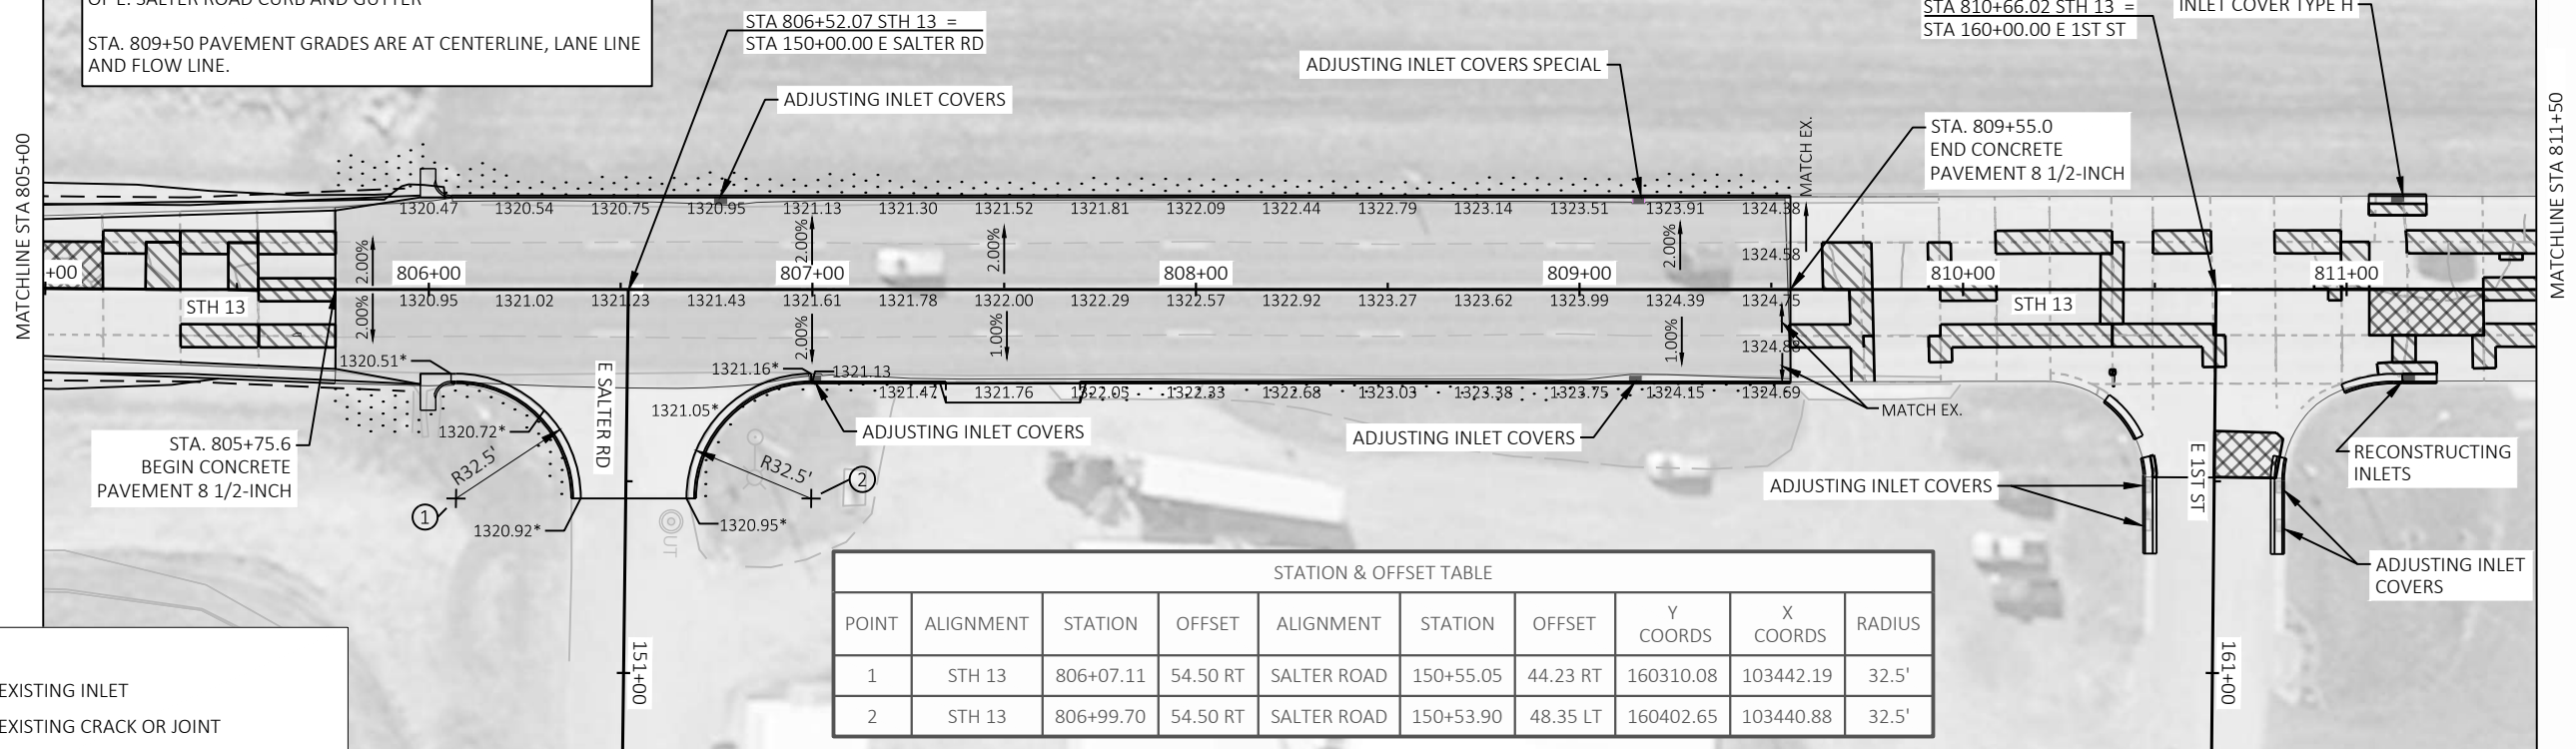 OF E. SALTER ROAD CURB AND GUTTER
STA. 809+50 PAVEMENT GRADES ARE AT CENTERLINE, LANE LINE
AND FLOW LINE.
STA 806+52.07 STH 13 =
STA 150+00.00 E SALTER RD
ADJUSTING INLET COVERS
ADJUSTING INLET COVERS SPECIAL
STA 810+66.02 STH 13 =
STA 160+00.00 E 1ST ST
INLET COVER TYPE H
STA. 809+55.0
END CONCRETE
PAVEMENT 8 1/2-INCH
MATCH EX.
MATCHLINE STA 805+00
MATCHLINE STA 811+50
1320.47 1320.54 1320.75 1320.95 1321.13 1321.30 1321.52 1321.81 1322.09 1322.44 1322.79 1323.14 1323.51 1323.91 1324.38
2.00% 2.00% 2.00% 2.00%
1324.58
+00 806+00 807+00 808+00 809+00 810+00 811+00
STH 13
STH 13
1320.95 1321.02 1321.23 1321.43 1321.61 1321.78 1322.00 1322.29 1322.57 1322.92 1323.27 1323.62 1323.99 1324.39 1324.75
2.00% 2.00% 1.00% 1.00%
1324.88
1320.51*
1321.16* 1321.13
1321.47 1321.76 1322.05 1322.33 1322.68 1323.03 1323.38 1323.75 1324.15 1324.69
MATCH EX.
E SALTER RD
1321.05*
1320.72*
STA. 805+75.6
BEGIN CONCRETE
PAVEMENT 8 1/2-INCH
R32.5'
R32.5'
1
2
1320.92*
1320.95*
UT
ADJUSTING INLET COVERS
ADJUSTING INLET COVERS
ADJUSTING INLET COVERS
E 1ST ST
RECONSTRUCTING
INLETS
ADJUSTING INLET
COVERS
151+00
161+00
STATION & OFFSET TABLE
POINT ALIGNMENT STATION OFFSET ALIGNMENT STATION OFFSET Y COORDS X COORDS RADIUS
1 STH 13 806+07.11 54.50 RT SALTER ROAD 150+55.05 44.23 RT 160310.08 103442.19 32.5'
2 STH 13 806+99.70 54.50 RT SALTER ROAD 150+53.90 48.35 LT 160402.65 103440.88 32.5'
EXISTING INLET
EXISTING CRACK OR JOINT